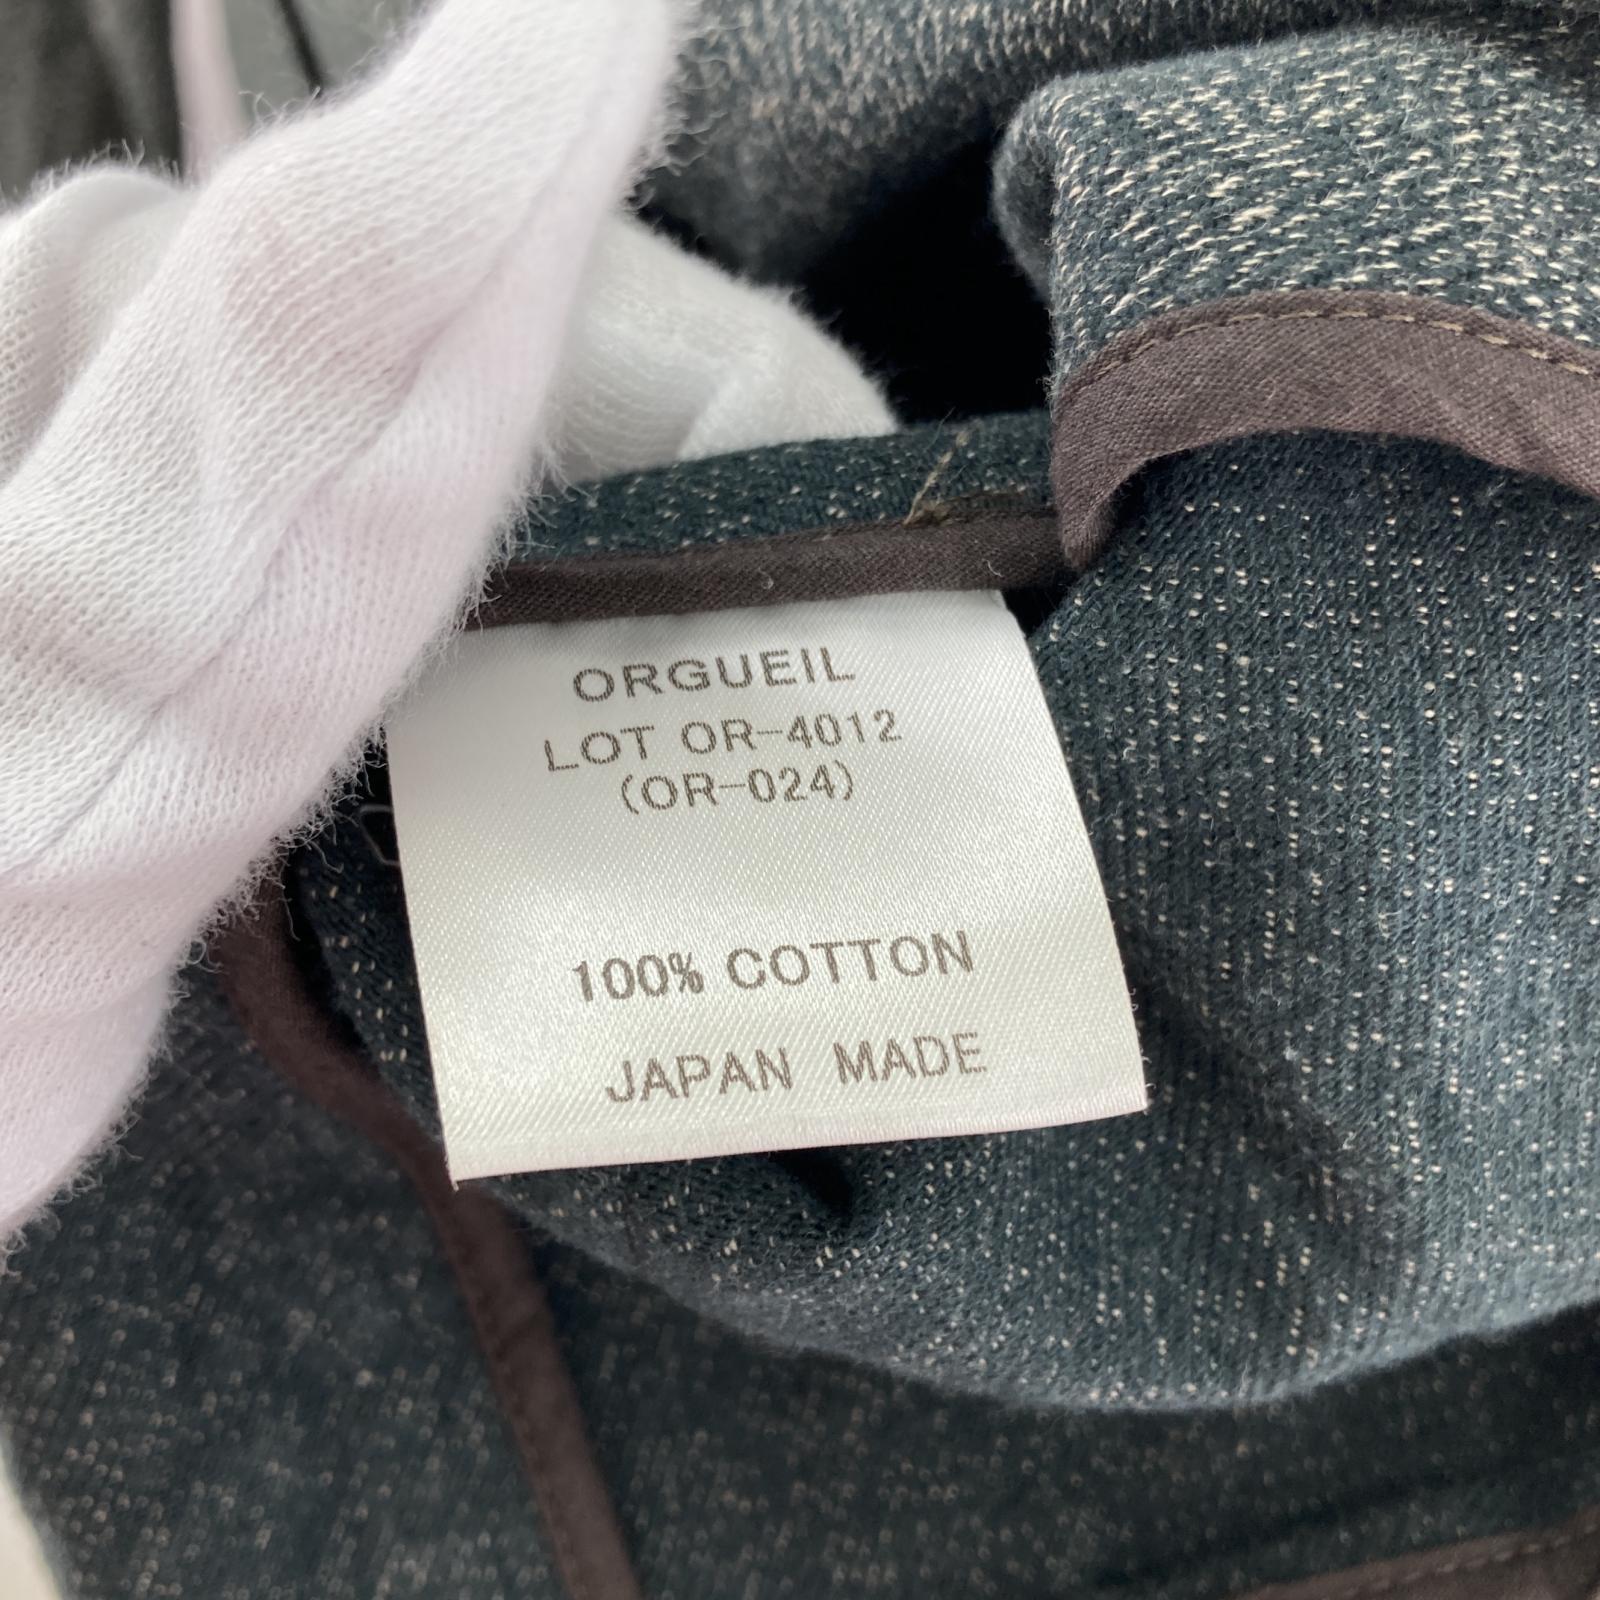 ORGUEIL
LOT OR-4012
(OR-024)
100% COTTON
JAPAN MADE